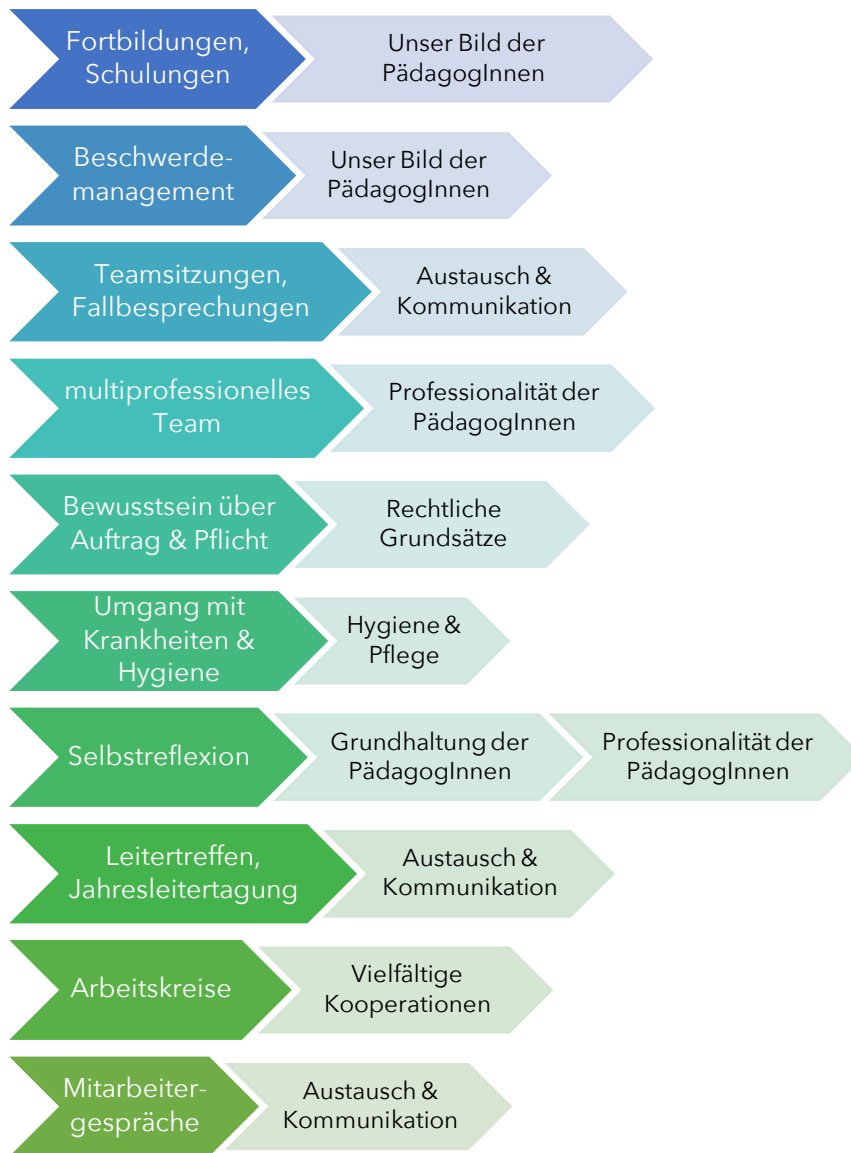 Fortbildungen,
Schulungen
Unser Bild der
PädagogInnen
Beschwerde-
management
Unser Bild der
PädagogInnen
Teamsitzungen,
Fallbesprechungen
Austausch &
Kommunikation
multiprofessionelles
Team
Professionalität der
PädagogInnen
Bewusstsein über
Auftrag & Pflicht
Rechtliche
Grundsätze
Umgang mit
Krankheiten &
Hygiene
Hygiene &
Pflege
Selbstreflexion
Grundhaltung der
PädagogInnen
Professionalität der
PädagogInnen
Leitertreffen,
Jahresleitertagung
Austausch &
Kommunikation
Arbeitskreise
Vielfältige
Kooperationen
Mitarbeiter-
gespräche
Austausch &
Kommunikation